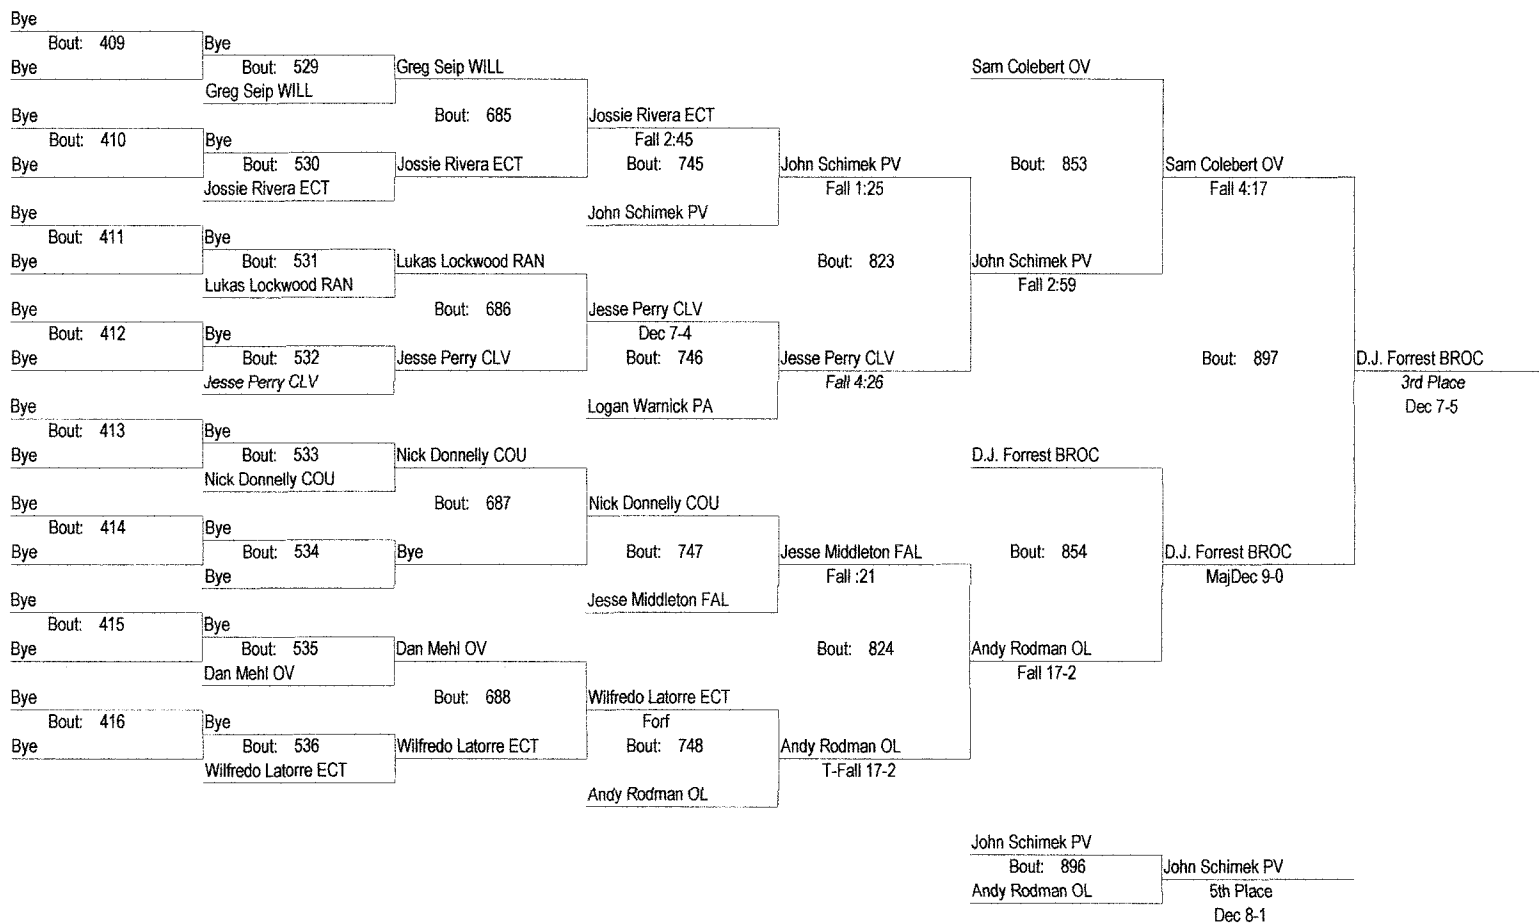 Bye
Bout: 409
Bye
Bye
Bout: 529
Greg Seip WILL
Greg Seip WILL
Bout: 685
Bye
Bout: 410
Bye
Bye
Bout: 530
Jossie Rivera ECT
Jossie Rivera ECT
Jossie Rivera ECT
Fall 2:45
Bout: 745
John Schimek PV
John Schimek PV
Fall 1:25
Bye
Bout: 411
Bye
Bye
Bout: 531
Lukas Lockwood RAN
Lukas Lockwood RAN
Bout: 686
Bye
Bout: 412
Bye
Bye
Bout: 532
Jesse Perry CLV
Jesse Perry CLV
Jesse Perry CLV
Dec 7-4
Bout: 746
Logan Warnick PA
Jesse Perry CLV
Fall 4:26
Bout: 823
John Schimek PV
Fall 2:59
Sam Colebert OV
Bout: 853
Sam Colebert OV
Fall 4:17
Bye
Bout: 413
Bye
Bye
Bout: 533
Nick Donnelly COU
Nick Donnelly COU
Bout: 687
Bye
Bout: 414
Bye
Bye
Bout: 534
Bye
Bye
Nick Donnelly COU
Bout: 747
Jesse Middleton FAL
Jesse Middleton FAL
Fall :21
Bye
Bout: 415
Bye
Bye
Bout: 535
Dan Mehl OV
Dan Mehl OV
Bout: 688
Bye
Bout: 416
Bye
Bye
Bout: 536
Wilfredo Latorre ECT
Wilfredo Latorre ECT
Wilfredo Latorre ECT
Forf
Bout: 748
Andy Rodman OL
Andy Rodman OL
T-Fall 17-2
Bout: 824
Andy Rodman OL
Fall 17-2
D.J. Forrest BROC
Bout: 854
D.J. Forrest BROC
MajDec 9-0
Bout: 897
D.J. Forrest BROC
3rd Place
Dec 7-5
John Schimek PV
Bout: 896
Andy Rodman OL
John Schimek PV
5th Place
Dec 8-1